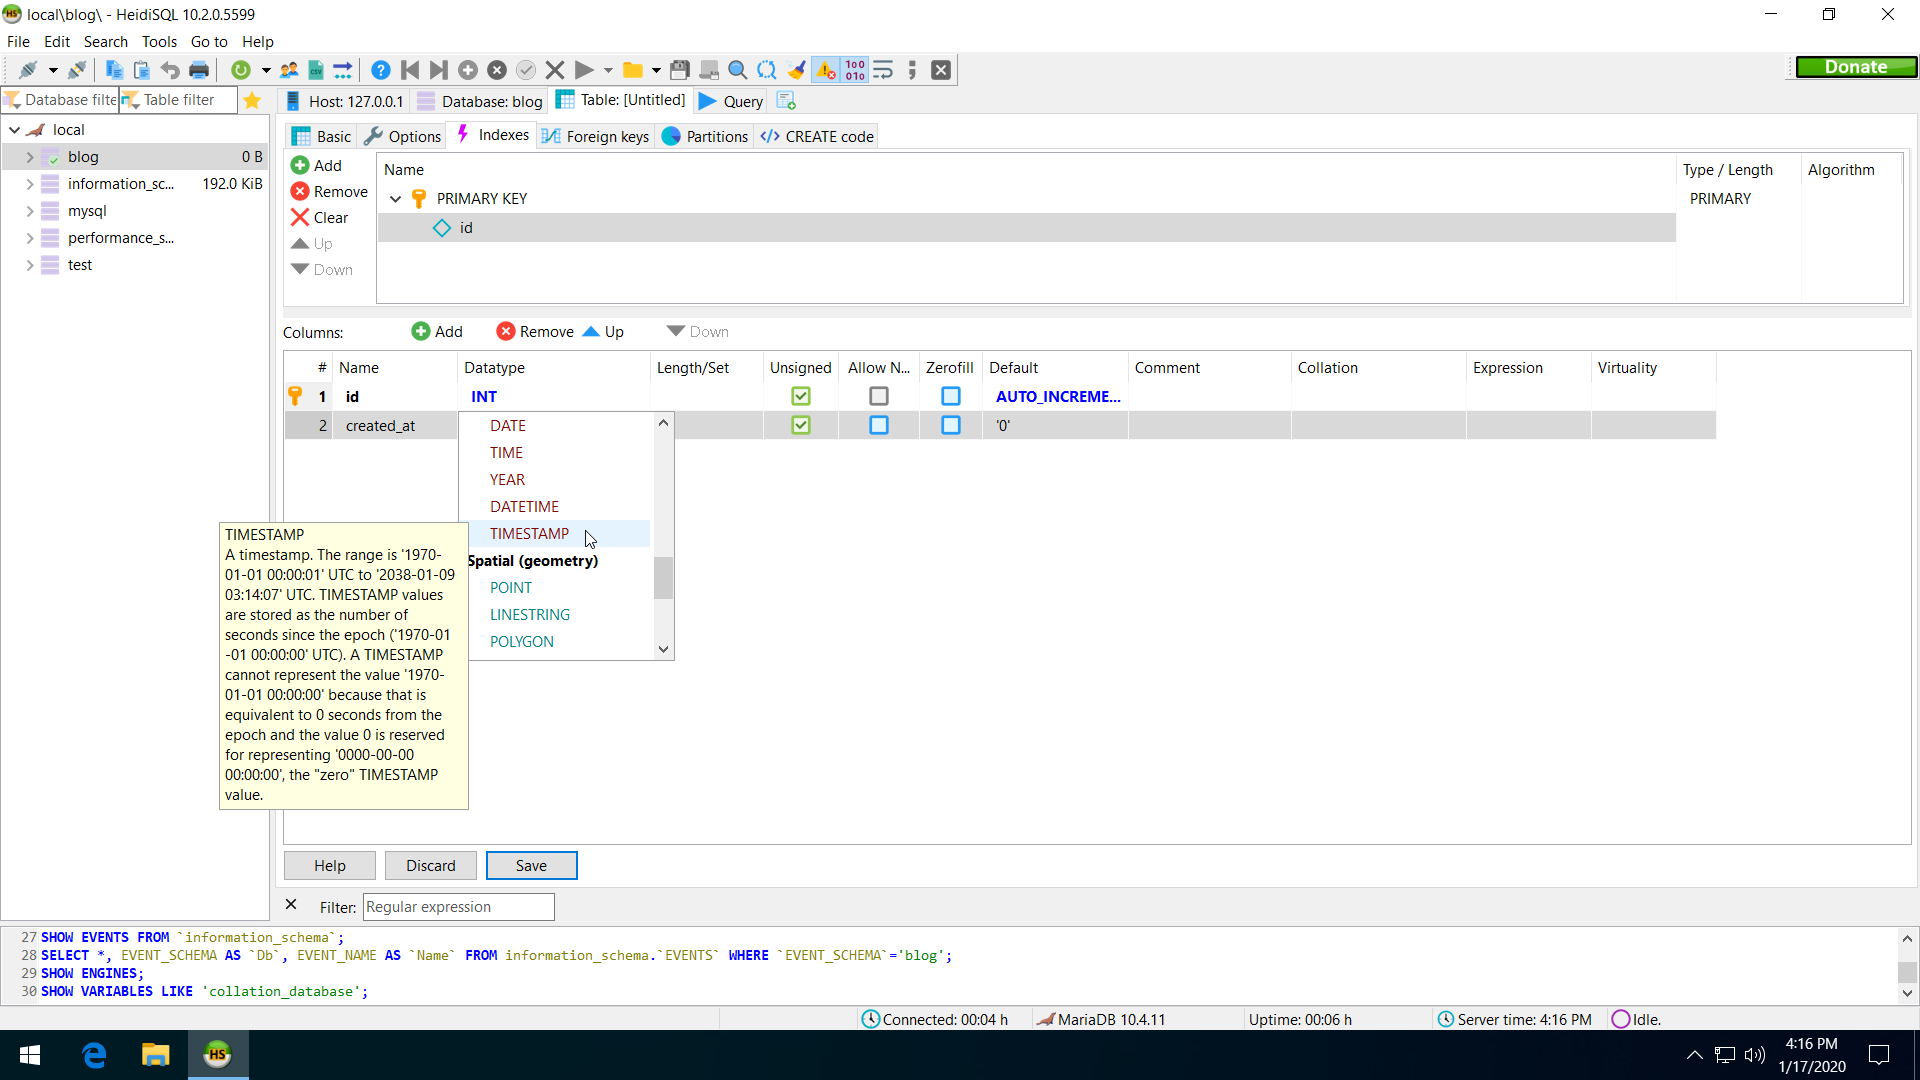 local\blog\ - HeidiSQL 10.2.0.5599
File Edit Search Tools Go to Help
Donate
Database filte Table filter Host: 127.0.0.1 Database: blog Table: [Untitled] Query
local
blog 0 B
information_sc... 192.0 KiB
mysql
performance_s...
test
Basic Options Indexes Foreign keys Partitions CREATE code
Add
Remove
Clear
Up
Down
Name Type / Length Algorithm
PRIMARY KEY PRIMARY
id
Columns: Add Remove Up Down
# Name Datatype Length/Set Unsigned Allow N... Zerofill Default Comment Collation Expression Virtuality
1 id INT AUTO_INCREME...
2 created_at '0'
DATE
TIME
YEAR
DATETIME
TIMESTAMP
Spatial (geometry)
POINT
LINESTRING
POLYGON
TIMESTAMP
A timestamp. The range is '1970-
01-01 00:00:01' UTC to '2038-01-09
03:14:07' UTC. TIMESTAMP values
are stored as the number of
seconds since the epoch ('1970-01
-01 00:00:00' UTC). A TIMESTAMP
cannot represent the value '1970-
01-01 00:00:00' because that is
equivalent to 0 seconds from the
epoch and the value 0 is reserved
for representing '0000-00-00
00:00:00', the "zero" TIMESTAMP
value.
Help Discard Save
Filter: Regular expression
27 SHOW EVENTS FROM `information_schema`;
28 SELECT *, EVENT_SCHEMA AS `Db`, EVENT_NAME AS `Name` FROM information_schema.`EVENTS` WHERE `EVENT_SCHEMA`='blog';
29 SHOW ENGINES;
30 SHOW VARIABLES LIKE 'collation_database';
Connected: 00:04 h MariaDB 10.4.11 Uptime: 00:06 h Server time: 4:16 PM Idle.
HS
4:16 PM
1/17/2020